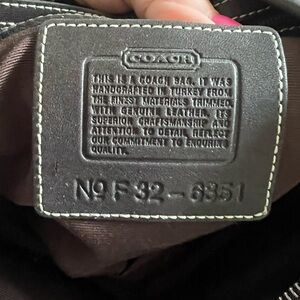 COACH
THIS IS A COACH BAG. IT WAS
HANDCRAFTED IN TURKEY FROM
THE FINEST MATERIALS TRIMMED
WITH GENUINE LEATHER. ITS
SUPERIOR CRAFTSMANSHIP AND
ATTENTION TO DETAIL REFLECT
OUR COMMITMENT TO ENDURING
QUALITY.
Nº F32-6351